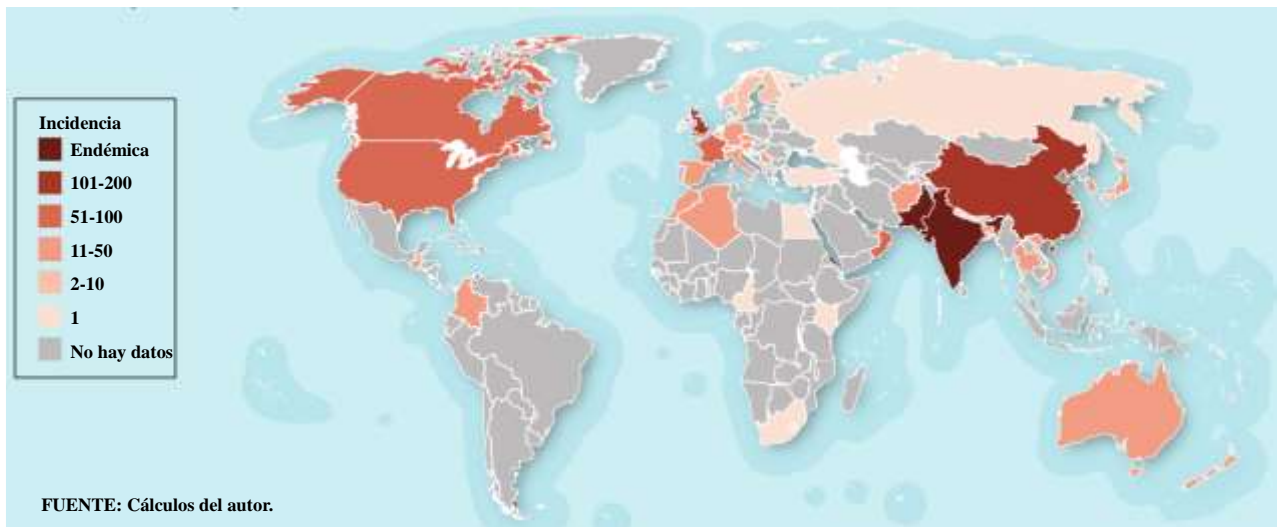 Incidencia
Endémica
101-200
51-100
11-50
2-10
1
No hay datos
FUENTE: Cálculos del autor.